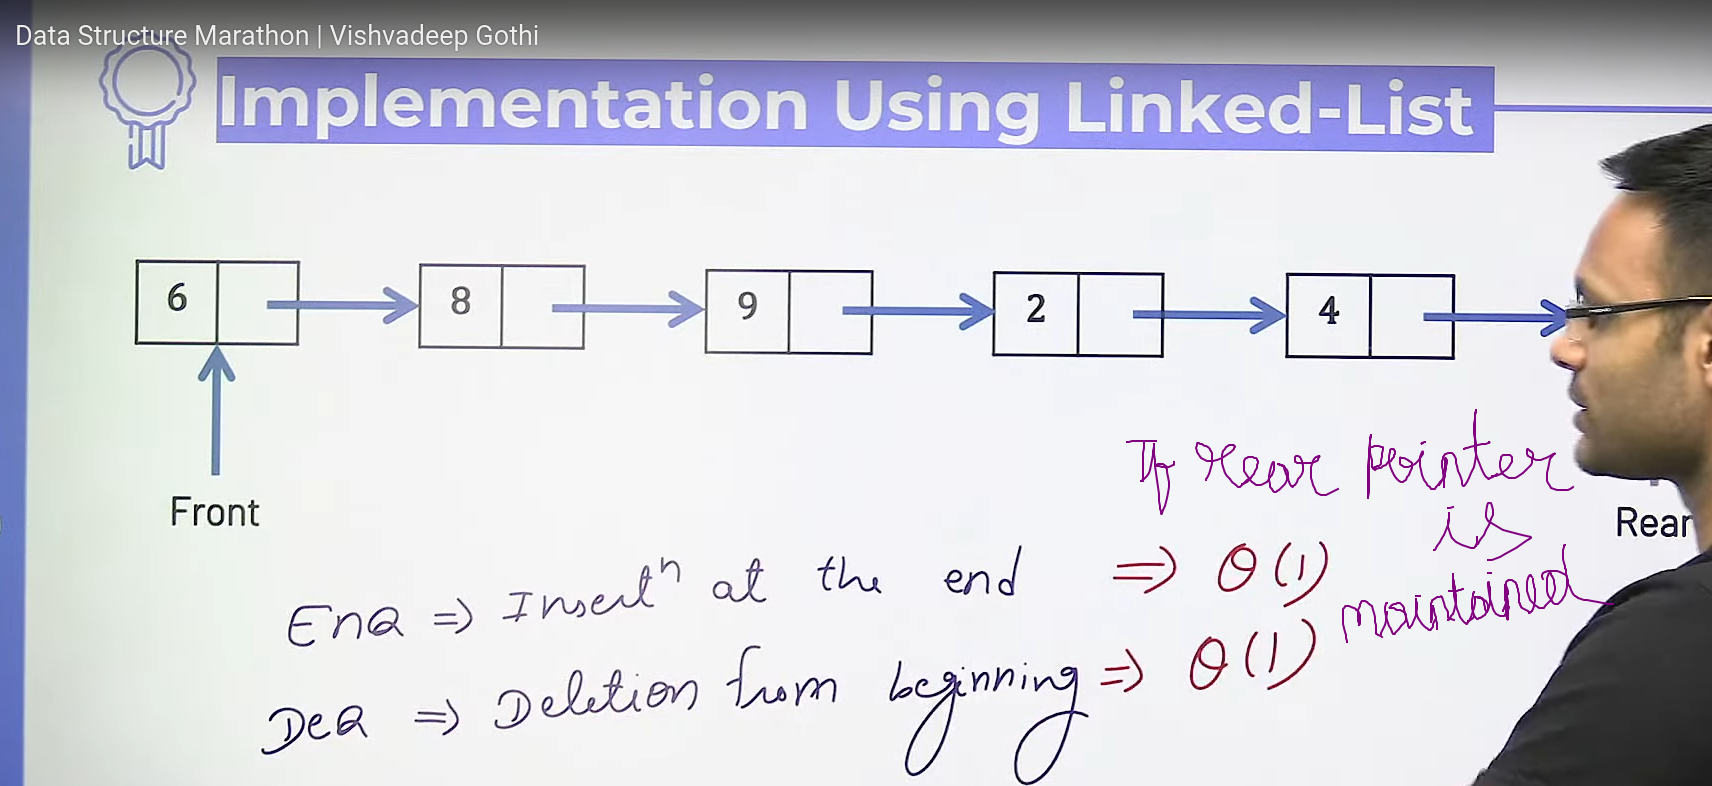 Data Structure Marathon | Vishvadeep Gothi
Implementation Using Linked-List
6 8 9 2 4
If rear pointer
is
maintained
Front
Rear
EnQ ⇒ Insertⁿ at the end ⇒ θ(1)
DeQ ⇒ Deletion from beginning ⇒ θ(1)